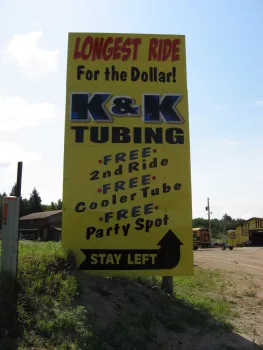 LONGEST RIDE
For the Dollar!
K&K
TUBING
•FREE•
2nd Ride
•FREE•
Cooler Tube
•FREE•
Party Spot
STAY LEFT